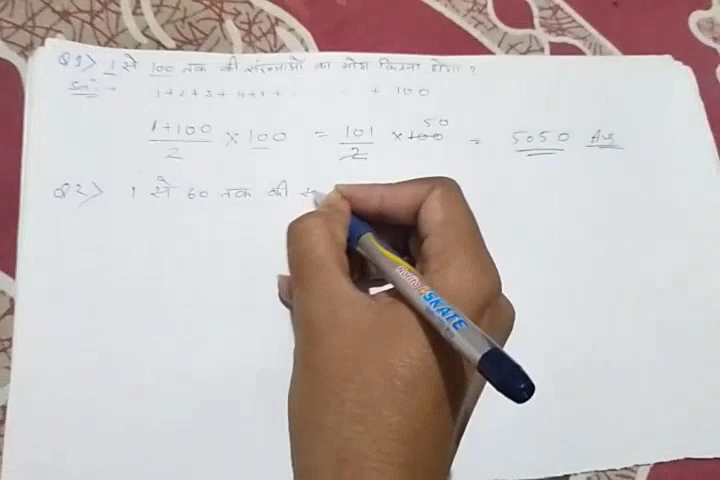 Q1> 1 से 100 तक की संख्याओं का योग कितना होगा ?
Soln:- 1+2+3+4+5+ + 100
1+100/2 × 100 = 101/2 × 100 50 = 5050 Ans
Q2> 1 से 60 तक की सं
SKATE